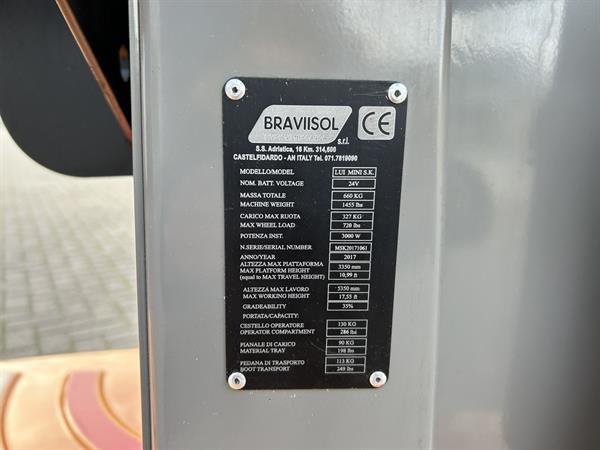 BRAVIISOL
s.r.l.
CE
S.S. Adriatica, 16 Km. 314,600
CASTELFIDARDO - AN ITALY Tel. 071.7819090
MODELLO/MODEL LUI MINI S.K.
NOM. BATT. VOLTAGE 24V
MASSA TOTALE 660 KG
MACHINE WEIGHT 1455 lbs
CARICO MAX RUOTA 327 KG
MAX WHEEL LOAD 720 lbs
POTENZA INST. 3000 W
N.SERIE/SERIAL NUMBER MSK20171061
ANNO/YEAR 2017
ALTEZZA MAX PIATTAFORMA 3350 mm
MAX PLATFORM HEIGHT 10,99 ft
(equal to MAX TRAVEL HEIGHT)
ALTEZZA MAX LAVORO 5350 mm
MAX WORKING HEIGHT 17,55 ft
GRADEABILITY 35%
PORTATA/CAPACITY:
CESTELLO OPERATORE 130 KG
OPERATOR COMPARTMENT 286 lbs
PIANALE DI CARICO 90 KG
MATERIAL TRAY 198 lbs
PEDANA DI TRASPORTO 113 KG
BOOT TRANSPORT 249 lbs